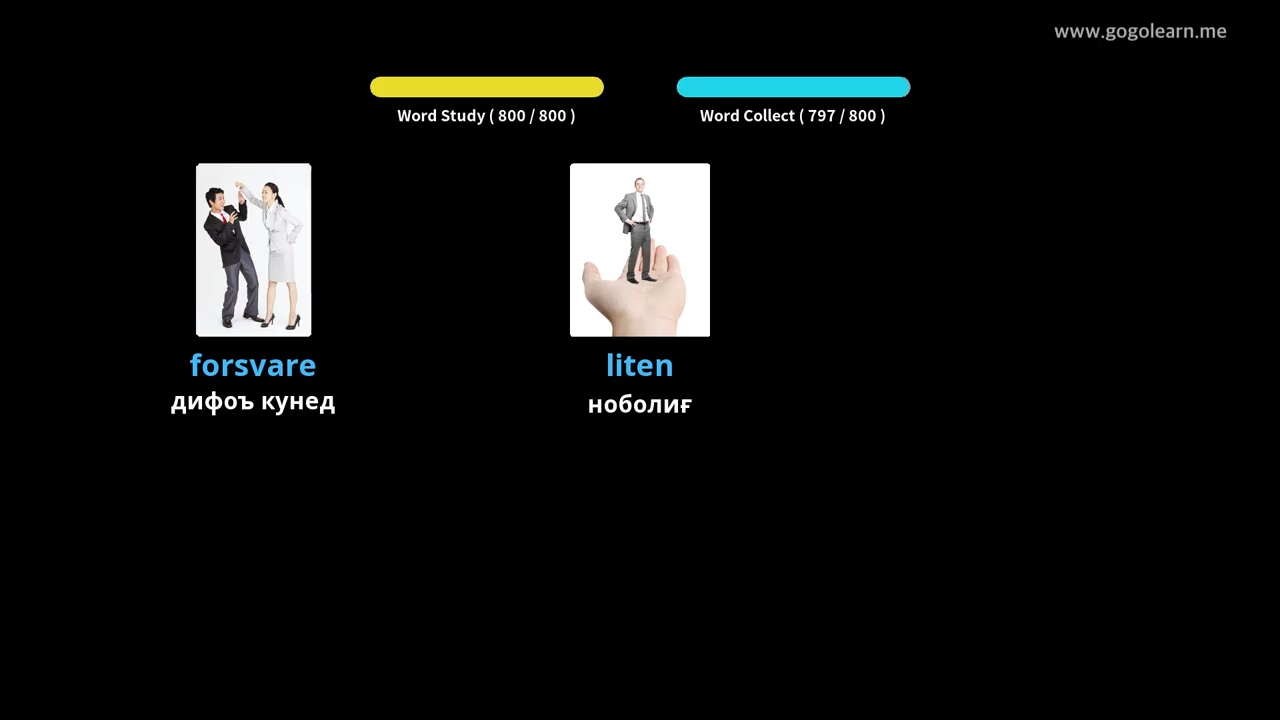 www.gogolearn.me
Word Study ( 800 / 800 )
Word Collect ( 797 / 800 )
forsvare
дифоъ кунед
liten
ноболиғ